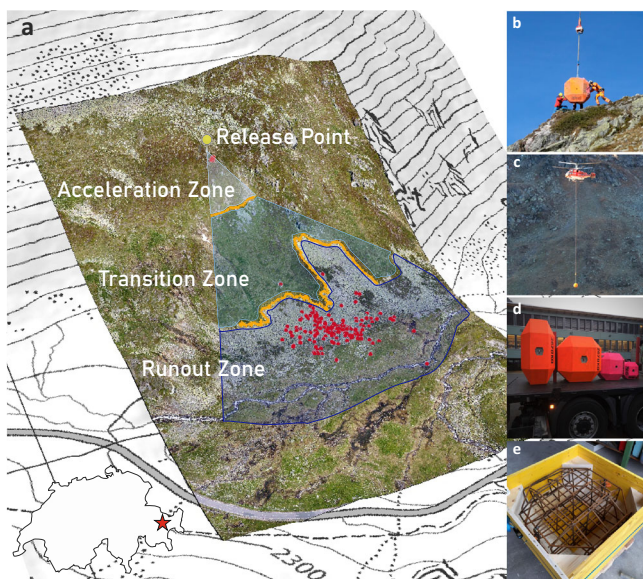 a
Release Point
Acceleration Zone
Transition Zone
Runout Zone
2300
b
c
d
e